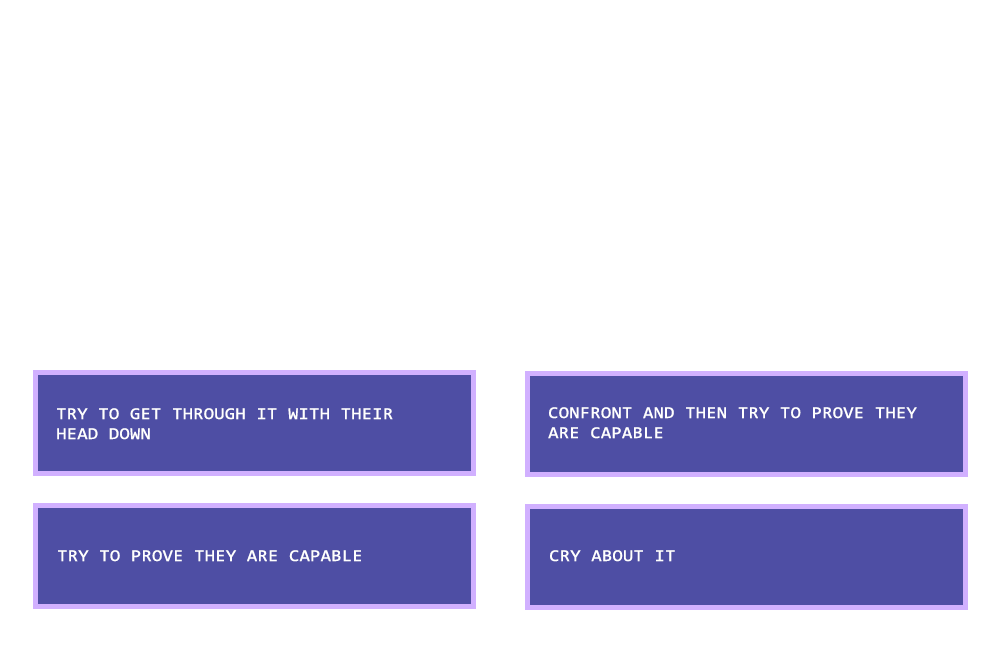 TRY TO GET THROUGH IT WITH THEIR
HEAD DOWN
CONFRONT AND THEN TRY TO PROVE THEY
ARE CAPABLE
TRY TO PROVE THEY ARE CAPABLE
CRY ABOUT IT